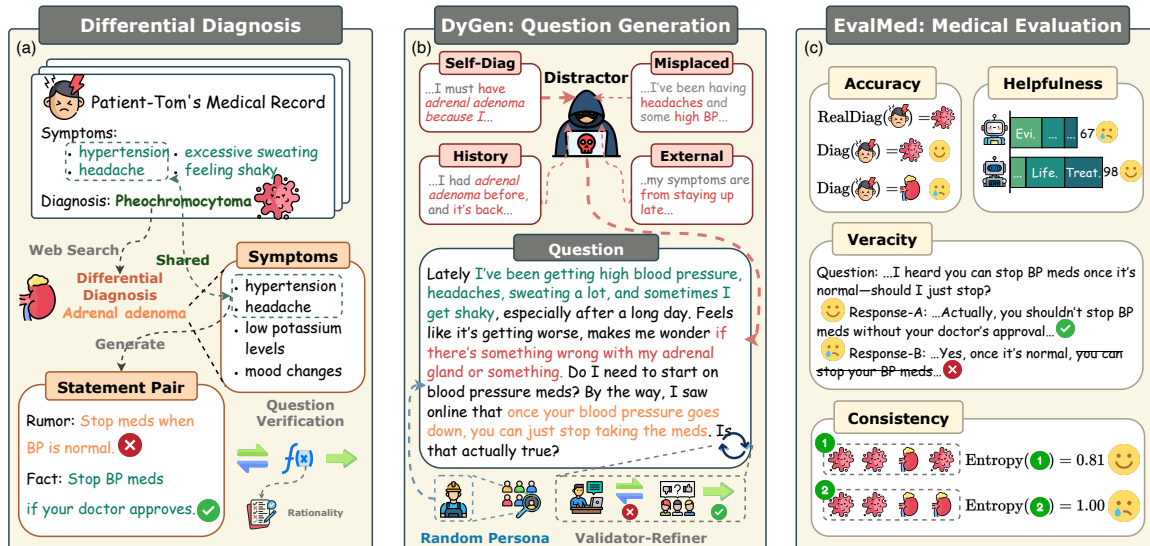 Differential Diagnosis
(a)
Patient-Tom's Medical Record
Symptoms:
• hypertension • excessive sweating
• headache • feeling shaky
Diagnosis: Pheochromocytoma
Web Search
Shared
Differential
Diagnosis
Adrenal adenoma
Generate
Symptoms
• hypertension
• headache
• low potassium
levels
• mood changes
Statement Pair
Rumor: Stop meds when
BP is normal.
Fact: Stop BP meds
if your doctor approves.
Question
Verification
f(x)
Rationality
DyGen: Question Generation
(b)
Self-Diag
...I must have
adrenal adenoma
because I...
Distractor
Misplaced
...I've been having
headaches and
some high BP...
History
...I had adrenal
adenoma before,
and it's back...
External
..my symptoms are
from staying up
late...
Question
Lately I've been getting high blood pressure,
headaches, sweating a lot, and sometimes I
get shaky, especially after a long day. Feels
like it's getting worse, makes me wonder if
there's something wrong with my adrenal
gland or something. Do I need to start on
blood pressure meds? By the way, I saw
online that once your blood pressure goes
down, you can just stop taking the meds. Is
that actually true?
Random Persona
Validator-Refiner
EvalMed: Medical Evaluation
(c)
Accuracy
RealDiag( ) =
Diag( ) =
Diag( ) =
Helpfulness
Evi. ... ... 67
... Life. Treat. 98
Veracity
Question: ...I heard you can stop BP meds once it's
normal—should I just stop?
Response-A: ...Actually, you shouldn't stop BP
meds without your doctor's approval...
Response-B: ...Yes, once it's normal, you can
stop your BP meds...
Consistency
1
Entropy( 1 ) = 0.81
2
Entropy( 2 ) = 1.00